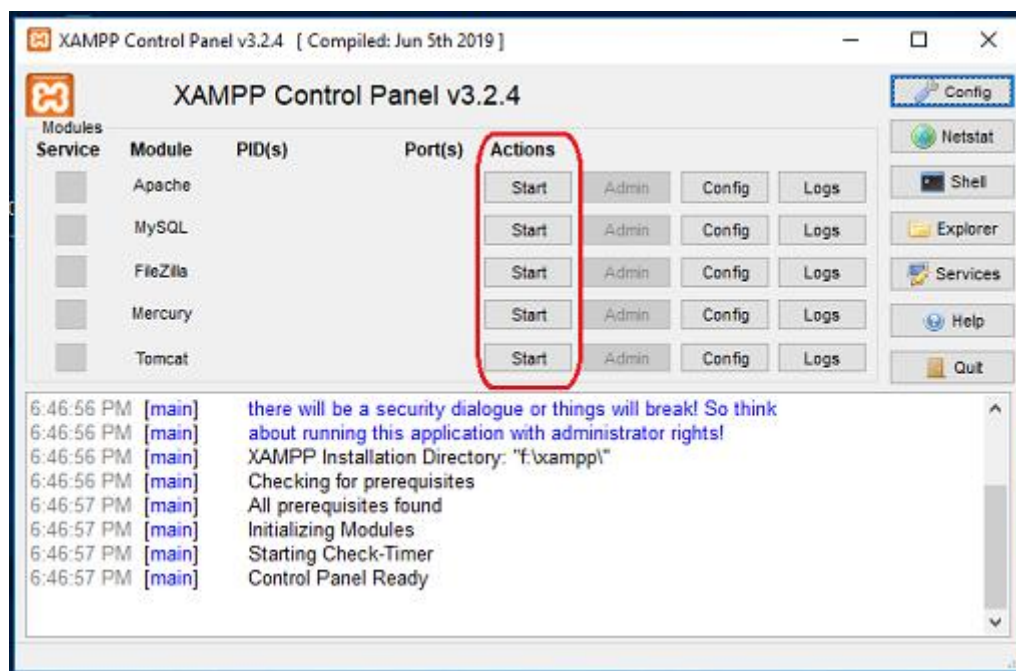 XAMPP Control Panel v3.2.4 [ Compiled: Jun 5th 2019 ]
XAMPP Control Panel v3.2.4
Config
Modules
Netstat
Service Module PID(s) Port(s) Actions
Apache Start Admin Config Logs
Shell
MySQL Start Admin Config Logs
Explorer
FileZilla Start Admin Config Logs
Services
Mercury Start Admin Config Logs
Help
Tomcat Start Admin Config Logs
Quit
6:46:56 PM [main] there will be a security dialogue or things will break! So think
6:46:56 PM [main] about running this application with administrator rights!
6:46:56 PM [main] XAMPP Installation Directory: "f:\xampp\"
6:46:56 PM [main] Checking for prerequisites
6:46:57 PM [main] All prerequisites found
6:46:57 PM [main] Initializing Modules
6:46:57 PM [main] Starting Check-Timer
6:46:57 PM [main] Control Panel Ready